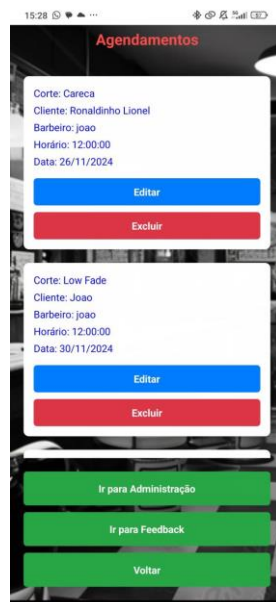 15:28
Agendamentos
Corte: Careca
Cliente: Ronaldinho Lionel
Barbeiro: joao
Horário: 12:00:00
Data: 26/11/2024
Editar
Excluir
Corte: Low Fade
Cliente: Joao
Barbeiro: joao
Horário: 12:00:00
Data: 30/11/2024
Editar
Excluir
Ir para Administração
Ir para Feedback
Voltar